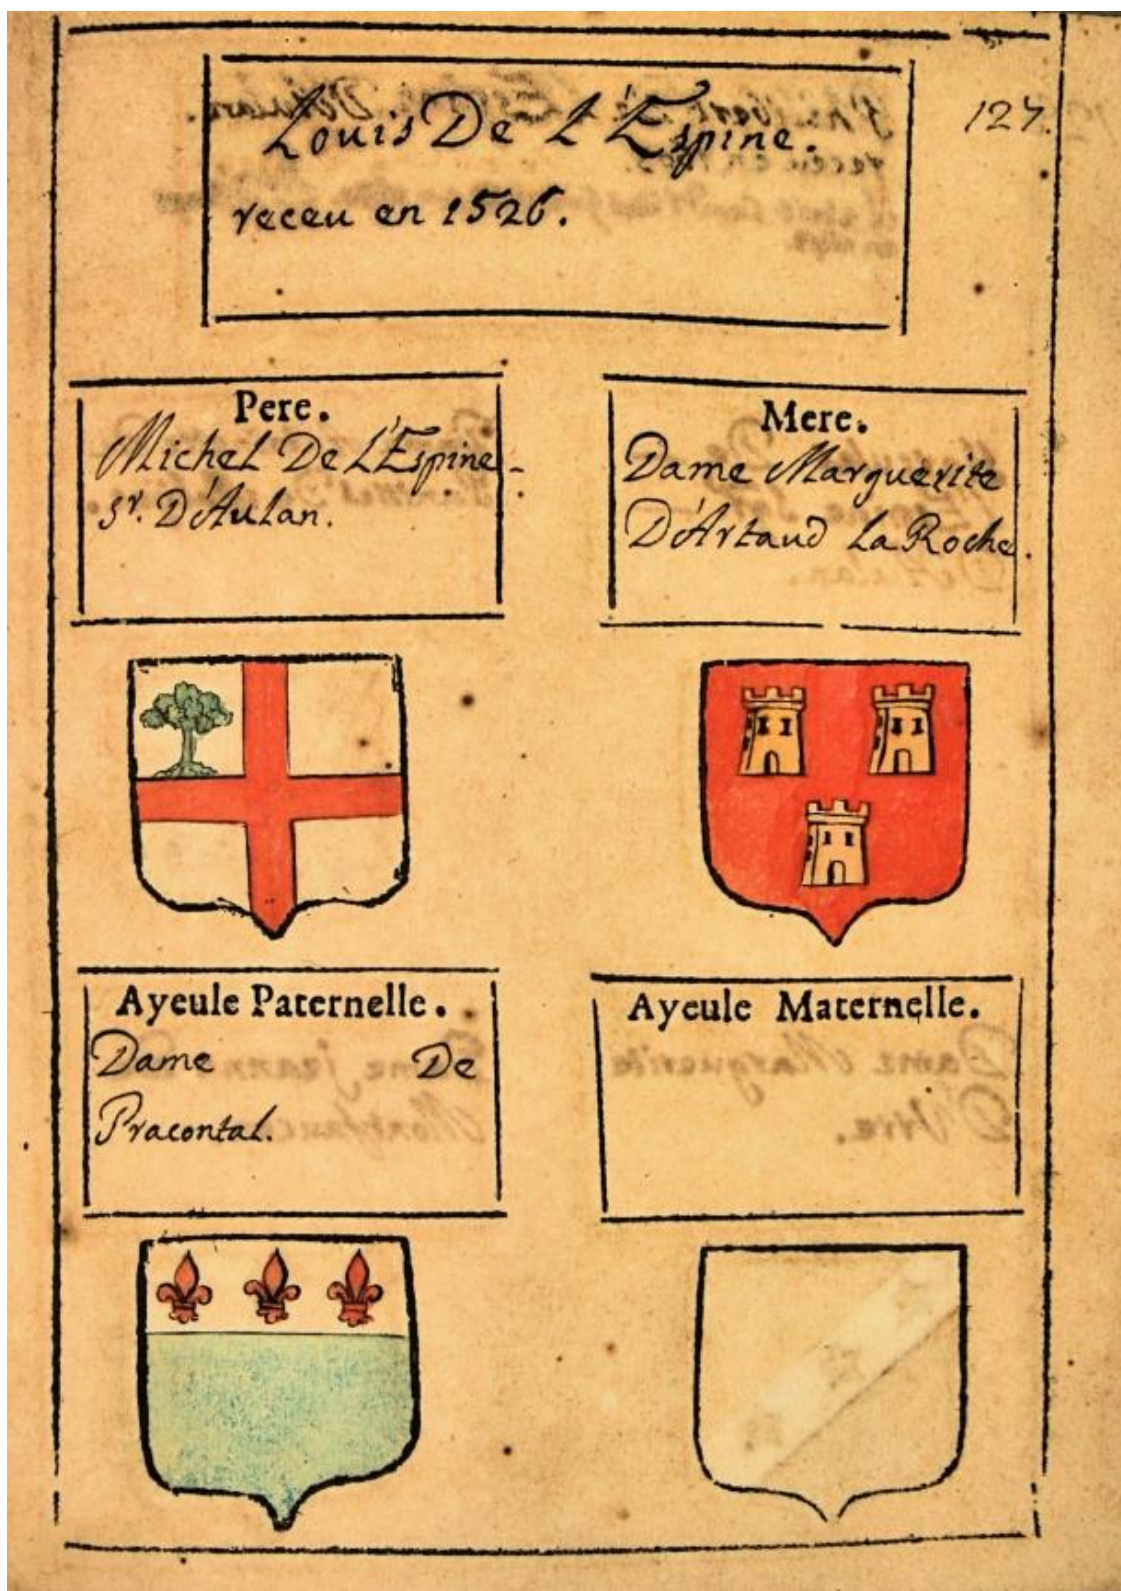 Louis De L'Espine.
receu en 1526.
127.
Pere.
Michel De L'Espine-
sr. D'Aulan.
Mere.
Dame Marguerite
D'Artaud La Roche.
Ayeule Paternelle.
Dame De
Pracontal.
Ayeule Maternelle.